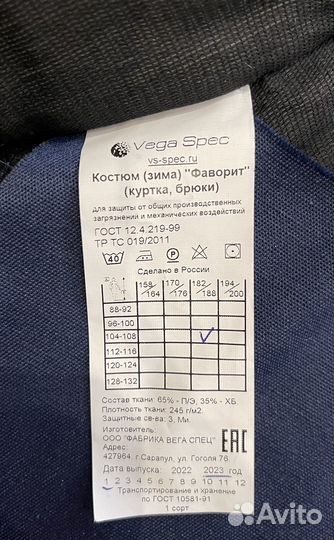 Vega Spec
vs-spec.ru
Костюм (зима) "Фаворит"
(куртка, брюки)
для защиты от общих производственных
загрязнений и механических воздействий
ГОСТ 12.4.219-99
ТР ТС 019/2011
40 P
Сделано в России
158/164 170/176 182/188 194/200
88-92
96-100
104-108 ✓
112-116
120-124
128-132
Состав ткани: 65% - П/Э, 35% - ХБ.
Плотность ткани: 245 г/м2.
Вн. загрязнения: 3, Ми.
Изготовитель:
ООО "ФАБРИКА ВЕГА СПЕЦ" ЕАС
Адрес:
427964, г. Сарапул, ул. Гоголя 76
Дата выпуска: 2022 2023 год
1 2 3 4 5 6 7 8 9 10 11 12
Транспортирование и хранение
по ГОСТ 10581-91
1 сорт
Avito